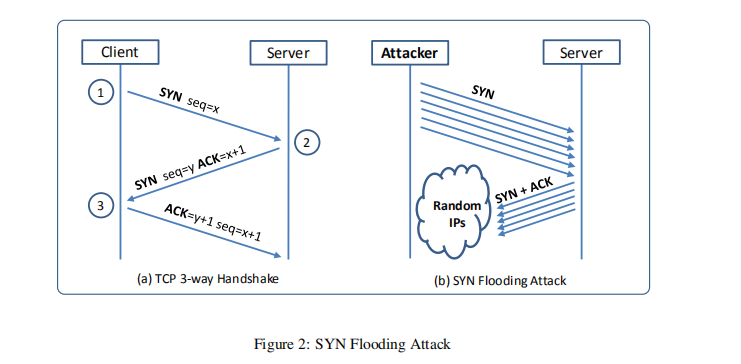 Client
Server
1
SYN seq=x
2
SYN seq=y ACK=x+1
3
ACK=y+1 seq=x+1
(a) TCP 3-way Handshake
Attacker
Server
SYN
SYN + ACK
Random
IPs
(b) SYN Flooding Attack
Figure 2: SYN Flooding Attack